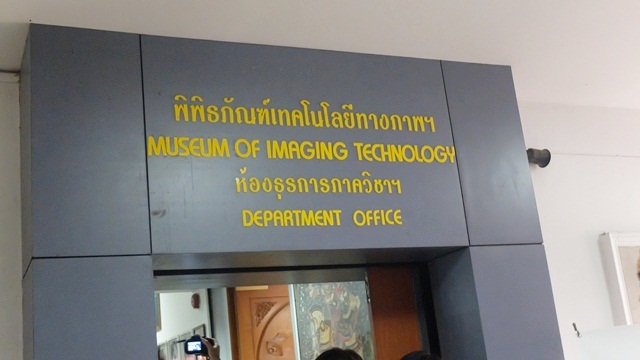 พิพิธภัณฑ์เทคโนโลยีทางภาพฯ
MUSEUM OF IMAGING TECHNOLOGY
ห้องธุรการภาควิชาฯ
DEPARTMENT OFFICE